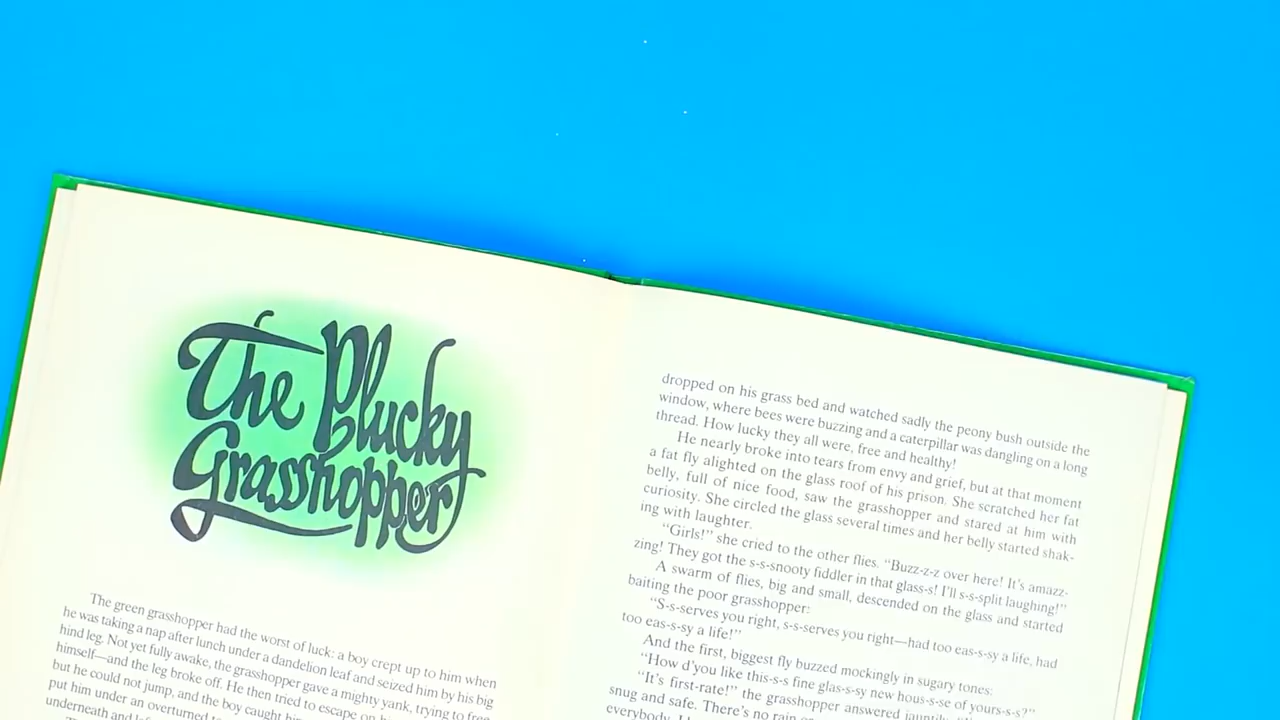 The Plucky
Grasshopper
The green grasshopper had the worst of luck: a boy crept up to him when
he was taking a nap after lunch under a dandelion leaf and seized him by his big
hind leg. Not yet fully awake, the grasshopper gave a mighty yank, trying to free
himself—and the leg broke off. He then tried to escape on
but he could not jump, and the boy caught
put him under an overturned
underneath and
dropped on his grass bed and watched sadly the peony bush outside the
window, where bees were buzzing and a caterpillar was dangling on a long
thread. How lucky they all were, free and healthy!
He nearly broke into tears from envy and grief, but at that moment
a fat fly alighted on the glass roof of his prison. She scratched her fat
belly, full of nice food, saw the grasshopper and stared at him with
curiosity. She circled the glass several times and her belly started shak-
ing with laughter.
“Girls!” she cried to the other flies. “Buzz-z-z over here! It's amazz-
zing! They got the s-s-snooty fiddler in that glass-s! I'll s-s-split laughing!”
A swarm of flies, big and small, descended on the glass and started
baiting the poor grasshopper:
“S-s-serves you right, s-s-serves you right—had too eas-s-sy a life, had
too eas-s-sy a life!”
And the first, biggest fly buzzed mockingly in sugary tones:
“How d'you like this-s-s fine glas-s-sy new hous-s-se of yours-s-s?”
“It's first-rate!” the grasshopper answered jauntily.
snug and safe. There's no rain
everybody.